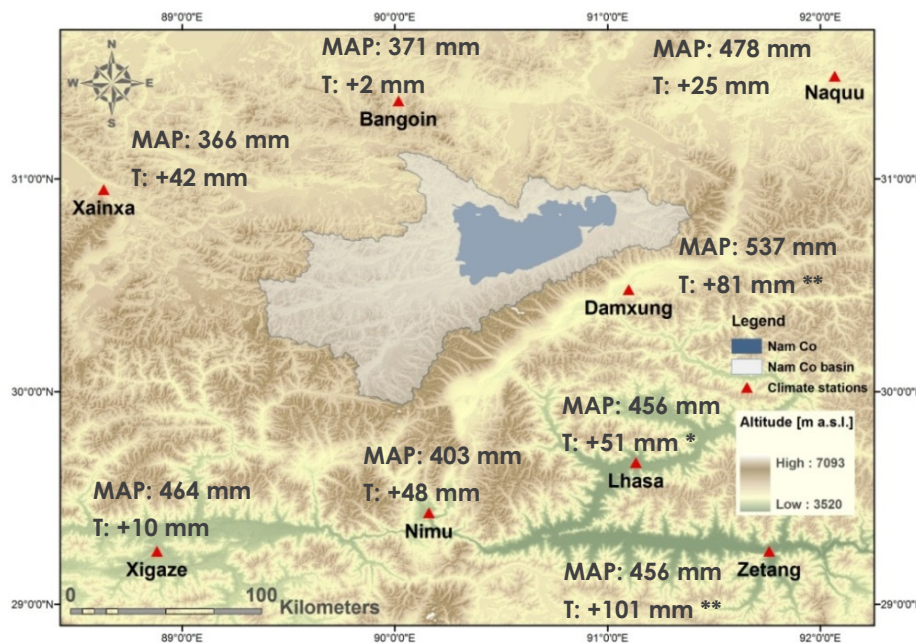 89°0'0"E 90°0'0"E 91°0'0"E 92°0'0"E
N
W E
S
MAP: 371 mm
T: +2 mm
Bangoin
MAP: 478 mm
T: +25 mm
Naquu
MAP: 366 mm
T: +42 mm
Xainxa
31°0'0"N
31°0'0"N
MAP: 537 mm
T: +81 mm **
Damxung
Legend
Nam Co
Nam Co basin
Climate stations
30°0'0"N
30°0'0"N
Altitude [m a.s.l.]
High : 7093
Low : 3520
MAP: 456 mm
T: +51 mm *
Lhasa
MAP: 403 mm
T: +48 mm
Nimu
MAP: 464 mm
T: +10 mm
Xigaze
MAP: 456 mm
T: +101 mm **
Zetang
0 100
Kilometers
29°0'0"N
29°0'0"N
89°0'0"E 90°0'0"E 91°0'0"E 92°0'0"E